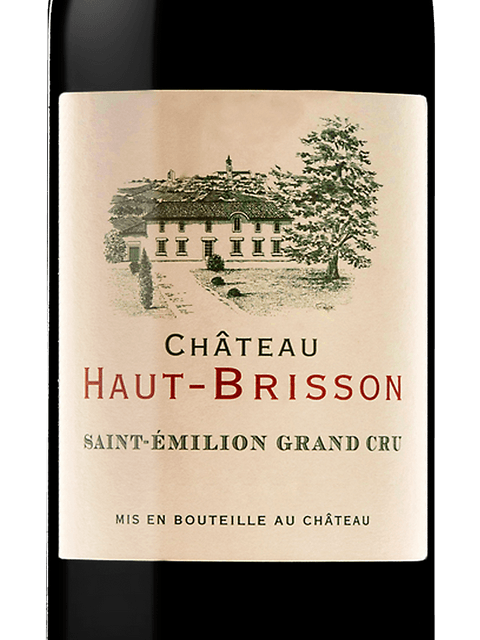 CHÂTEAU
HAUT-BRISSON
SAINT-ÉMILION GRAND CRU
MIS EN BOUTEILLE AU CHÂTEAU